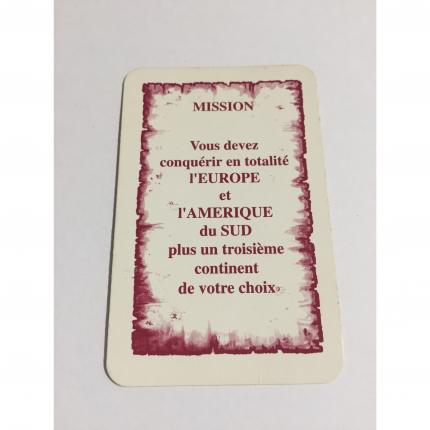 MISSION
Vous devez
conquérir en totalité
l'EUROPE
et
l'AMERIQUE
du SUD
plus un troisième
continent
de votre choix.